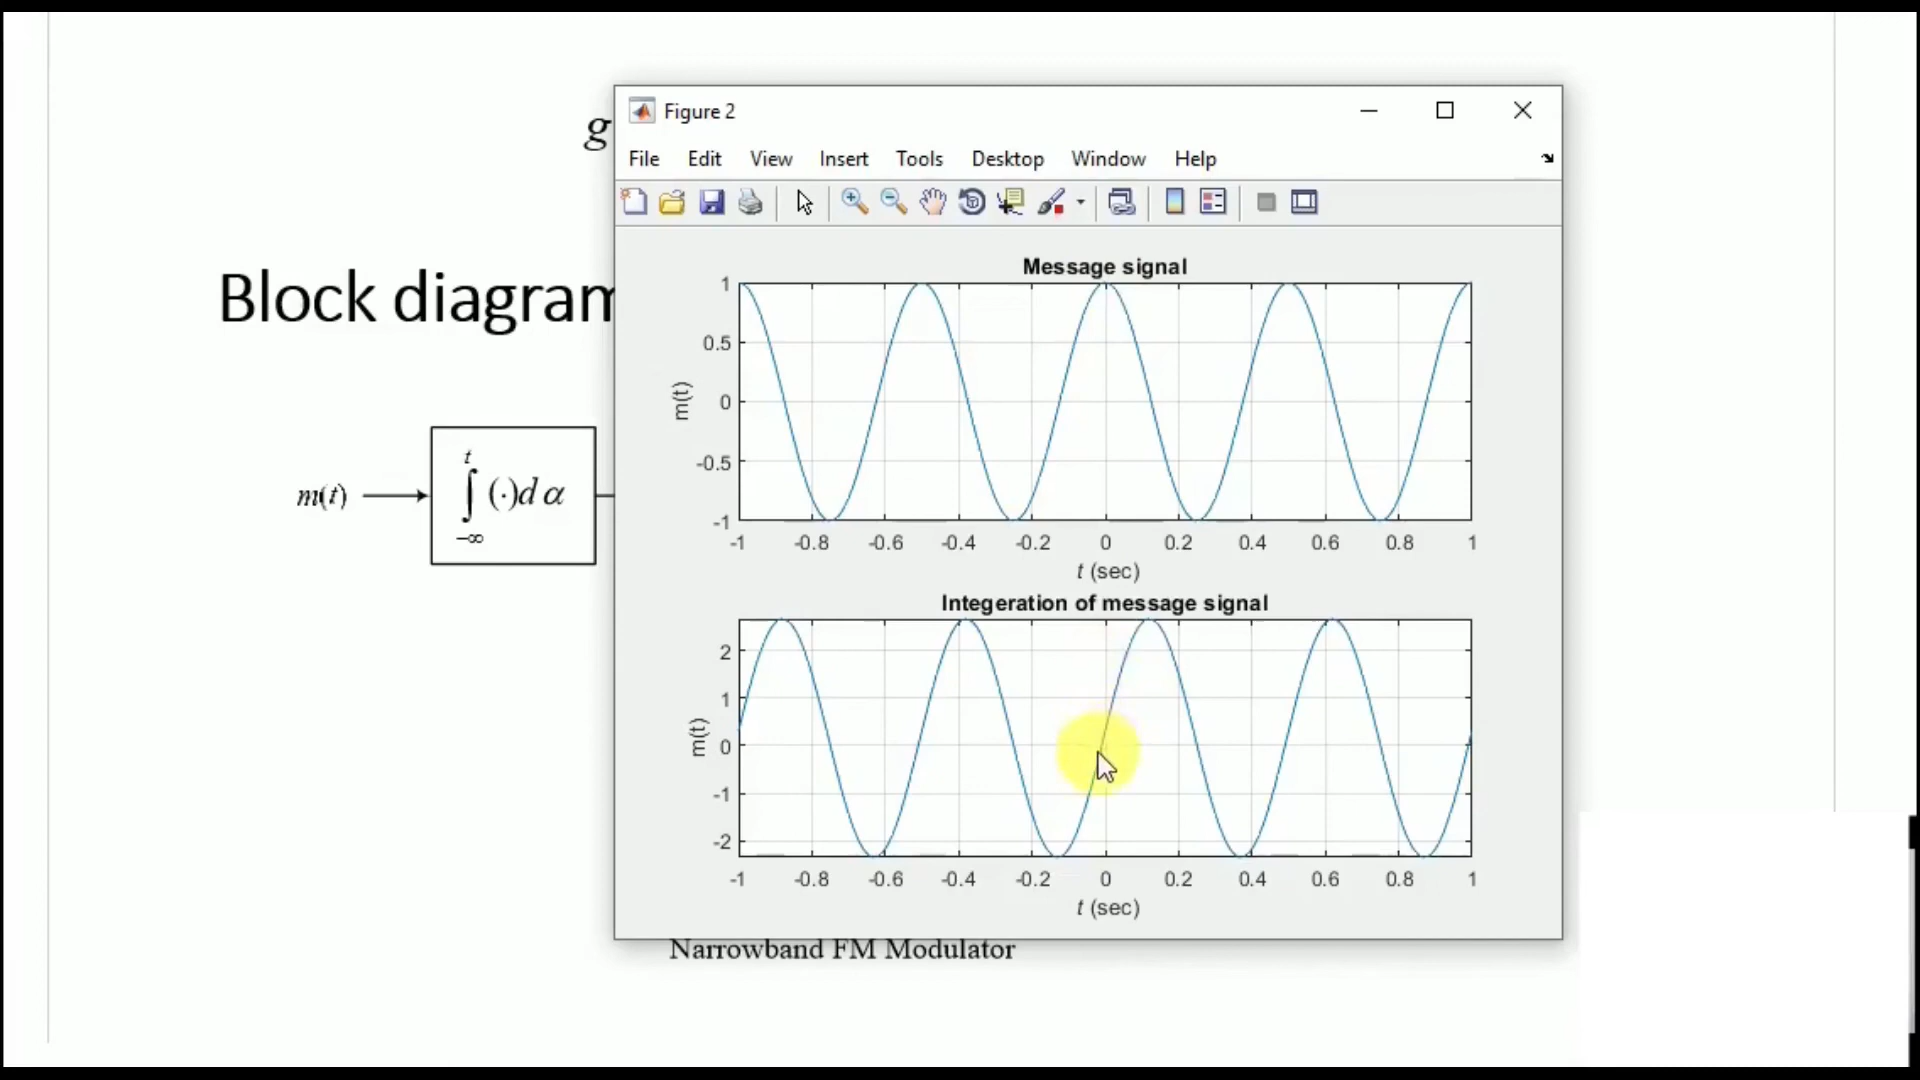 g
Figure 2
File Edit View Insert Tools Desktop Window Help
Block diagram
m(t)
t
∫ (·)dα
−∞
Message signal
1
0.5
0
-0.5
-1
m(t)
-1 -0.8 -0.6 -0.4 -0.2 0 0.2 0.4 0.6 0.8 1
t (sec)
Integeration of message signal
2
1
0
-1
-2
m(t)
-1 -0.8 -0.6 -0.4 -0.2 0 0.2 0.4 0.6 0.8 1
t (sec)
Narrowband FM Modulator